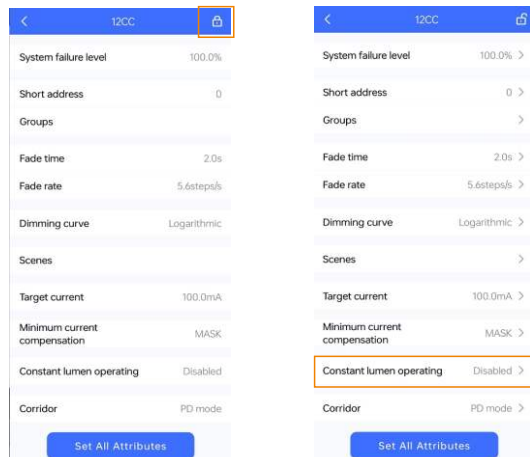 12CC
System failure level 100.0%
Short address 0
Groups
Fade time 2.0s
Fade rate 5.6steps/s
Dimming curve Logarithmic
Scenes
Target current 100.0mA
Minimum current
compensation MASK
Constant lumen operating Disabled
Corridor PD mode
Set All Attributes
12CC
System failure level 100.0% >
Short address 0 >
Groups >
Fade time 2.0s >
Fade rate 5.6steps/s >
Dimming curve Logarithmic >
Scenes >
Target current 100.0mA >
Minimum current
compensation MASK >
Constant lumen operating Disabled >
Corridor PD mode >
Set All Attributes